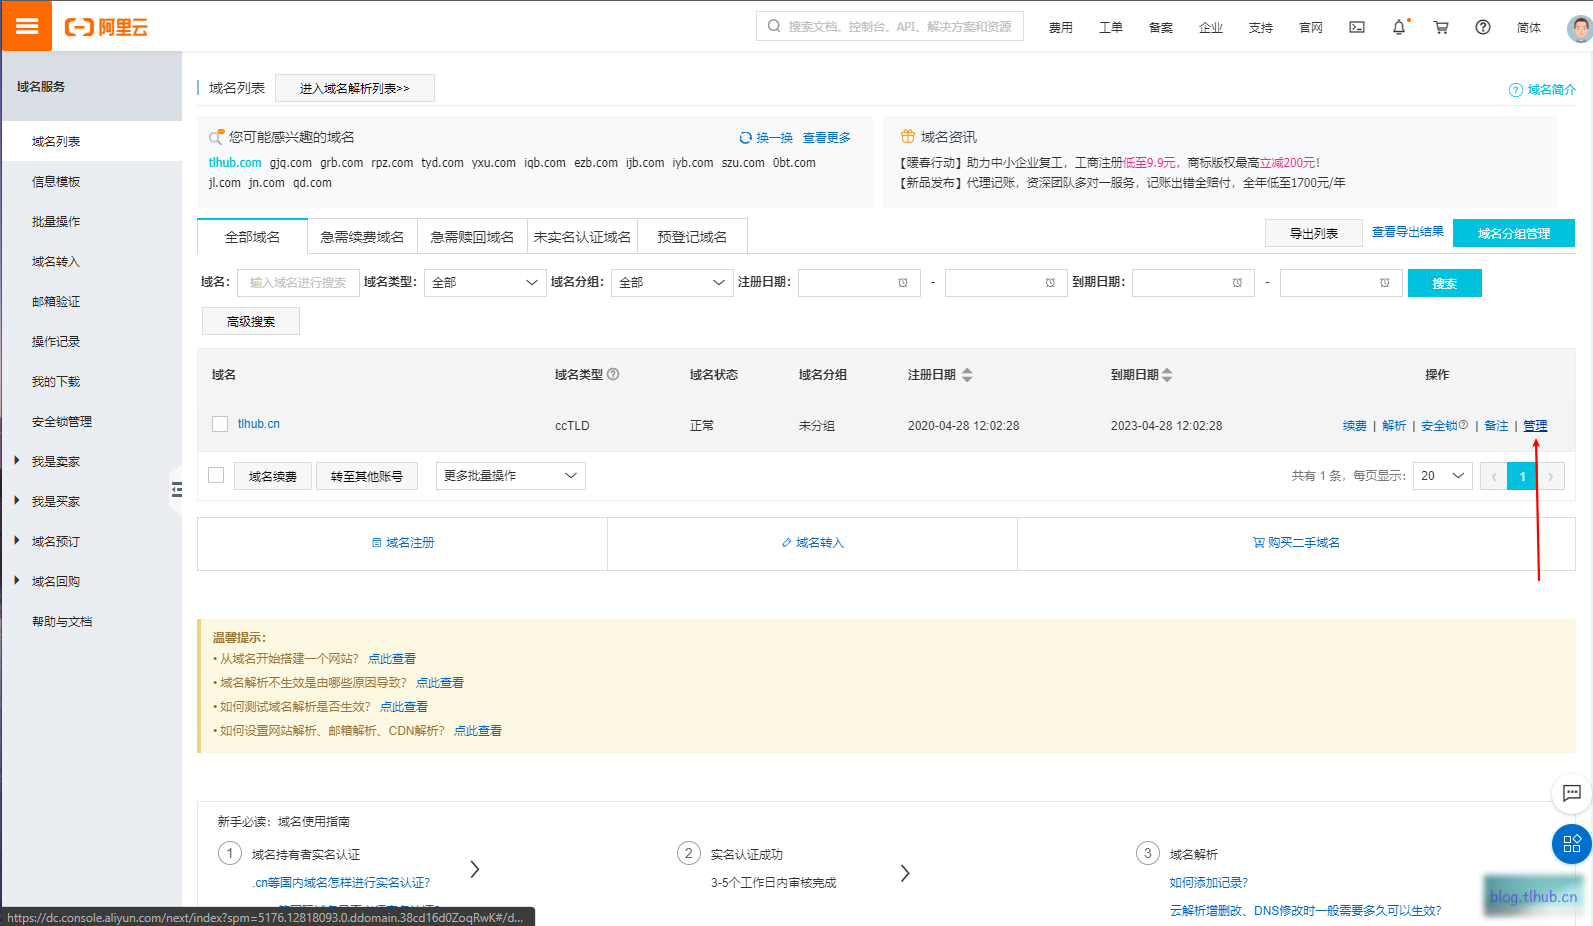 阿里云
搜索文档、控制台、API、解决方案和资源
费用 工单 备案 企业 支持 官网 简体
域名服务
域名列表
信息模板
批量操作
域名转入
邮箱验证
操作记录
我的下载
安全锁管理
我是卖家
我是买家
域名预订
域名回购
帮助与文档
域名列表 进入域名解析列表>>
域名简介
您可能感兴趣的域名 换一换 查看更多
tlhub.com gjq.com grb.com rpz.com tyd.com yxu.com iqb.com ezb.com ijb.com iyb.com szu.com 0bt.com
jl.com jn.com qd.com
域名资讯
【暖春行动】助力中小企业复工，工商注册低至9.9元，商标版权最高立减200元！
【新品发布】代理记账，资深团队多对一服务，记账出错全赔付，全年低至1700元/年
全部域名 急需续费域名 急需赎回域名 未实名认证域名 预登记域名
导出列表 查看导出结果 域名分组管理
域名： 输入域名进行搜索 域名类型： 全部 域名分组： 全部 注册日期： - 到期日期： - 搜索
高级搜索
域名 域名类型 域名状态 域名分组 注册日期 到期日期 操作
tlhub.cn ccTLD 正常 未分组 2020-04-28 12:02:28 2023-04-28 12:02:28 续费 | 解析 | 安全锁 | 备注 | 管理
域名续费 转至其他账号 更多批量操作 共有 1 条，每页显示： 20 ‹ 1 ›
域名注册 域名转入 购买二手域名
温馨提示：
• 从域名开始搭建一个网站？ 点此查看
• 域名解析不生效是由哪些原因导致？ 点此查看
• 如何测试域名解析是否生效？ 点此查看
• 如何设置网站解析、邮箱解析、CDN解析？ 点此查看
新手必读：域名使用指南
1 域名持有者实名认证
.cn等国内域名怎样进行实名认证?
2 实名认证成功
3-5个工作日内审核完成
3 域名解析
如何添加记录?
云解析增删改、DNS修改时一般需要多久可以生效?
https://dc.console.aliyun.com/next/index?spm=5176.12818093.0.ddomain.38cd16d0ZoqRwK#/d...
blog.tlhub.cn